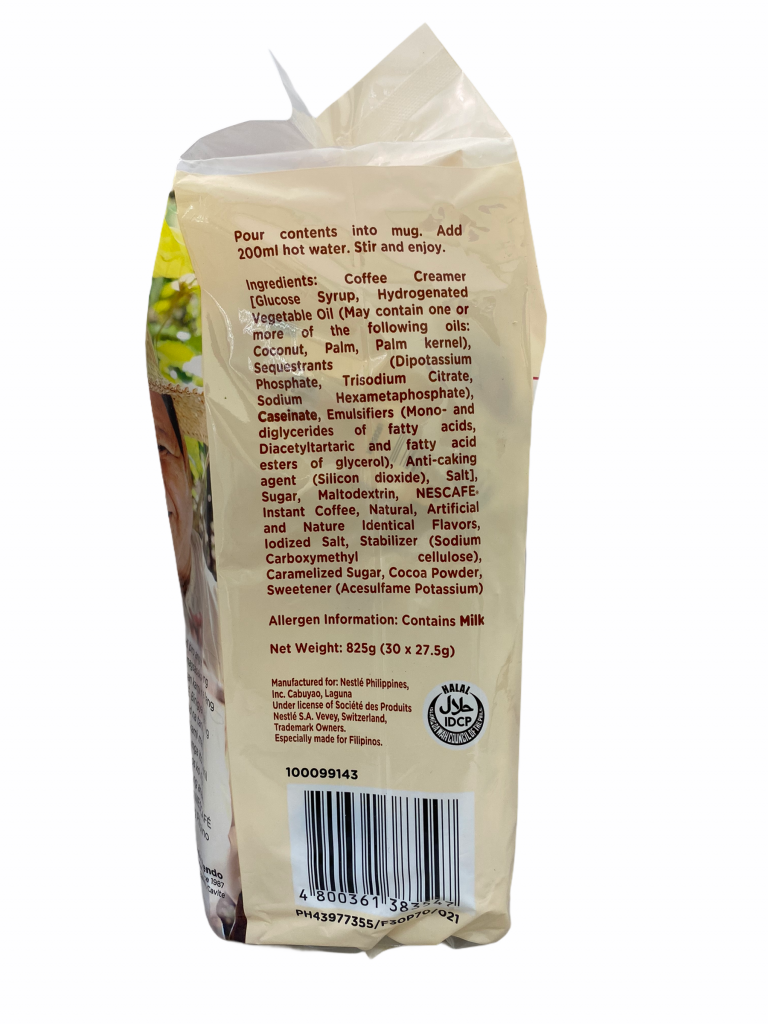 Pour contents into mug. Add
200ml hot water. Stir and enjoy.
Ingredients: Coffee Creamer
[Glucose Syrup, Hydrogenated
Vegetable Oil (May contain one or
more of the following oils:
Coconut, Palm, Palm kernel),
Sequestrants (Dipotassium
Phosphate, Trisodium Citrate,
Sodium Hexametaphosphate),
Caseinate, Emulsifiers (Mono- and
diglycerides of fatty acids,
Diacetyltartaric and fatty acid
esters of glycerol), Anti-caking
agent (Silicon dioxide), Salt],
Sugar, Maltodextrin, NESCAFE
Instant Coffee, Natural, Artificial
and Nature Identical Flavors,
Iodized Salt, Stabilizer (Sodium
Carboxymethyl cellulose),
Caramelized Sugar, Cocoa Powder,
Sweetener (Acesulfame Potassium)
Allergen Information: Contains Milk
Net Weight: 825g (30 x 27.5g)
Manufactured for: Nestlé Philippines,
Inc. Cabuyao, Laguna
Under license of Société des Produits
Nestlé S.A. Vevey, Switzerland,
Trademark Owners.
Especially made for Filipinos.
HALAL
حلال
IDCP
100099143
4 800361
PH43977355/F30P70/021
1987
Cavite